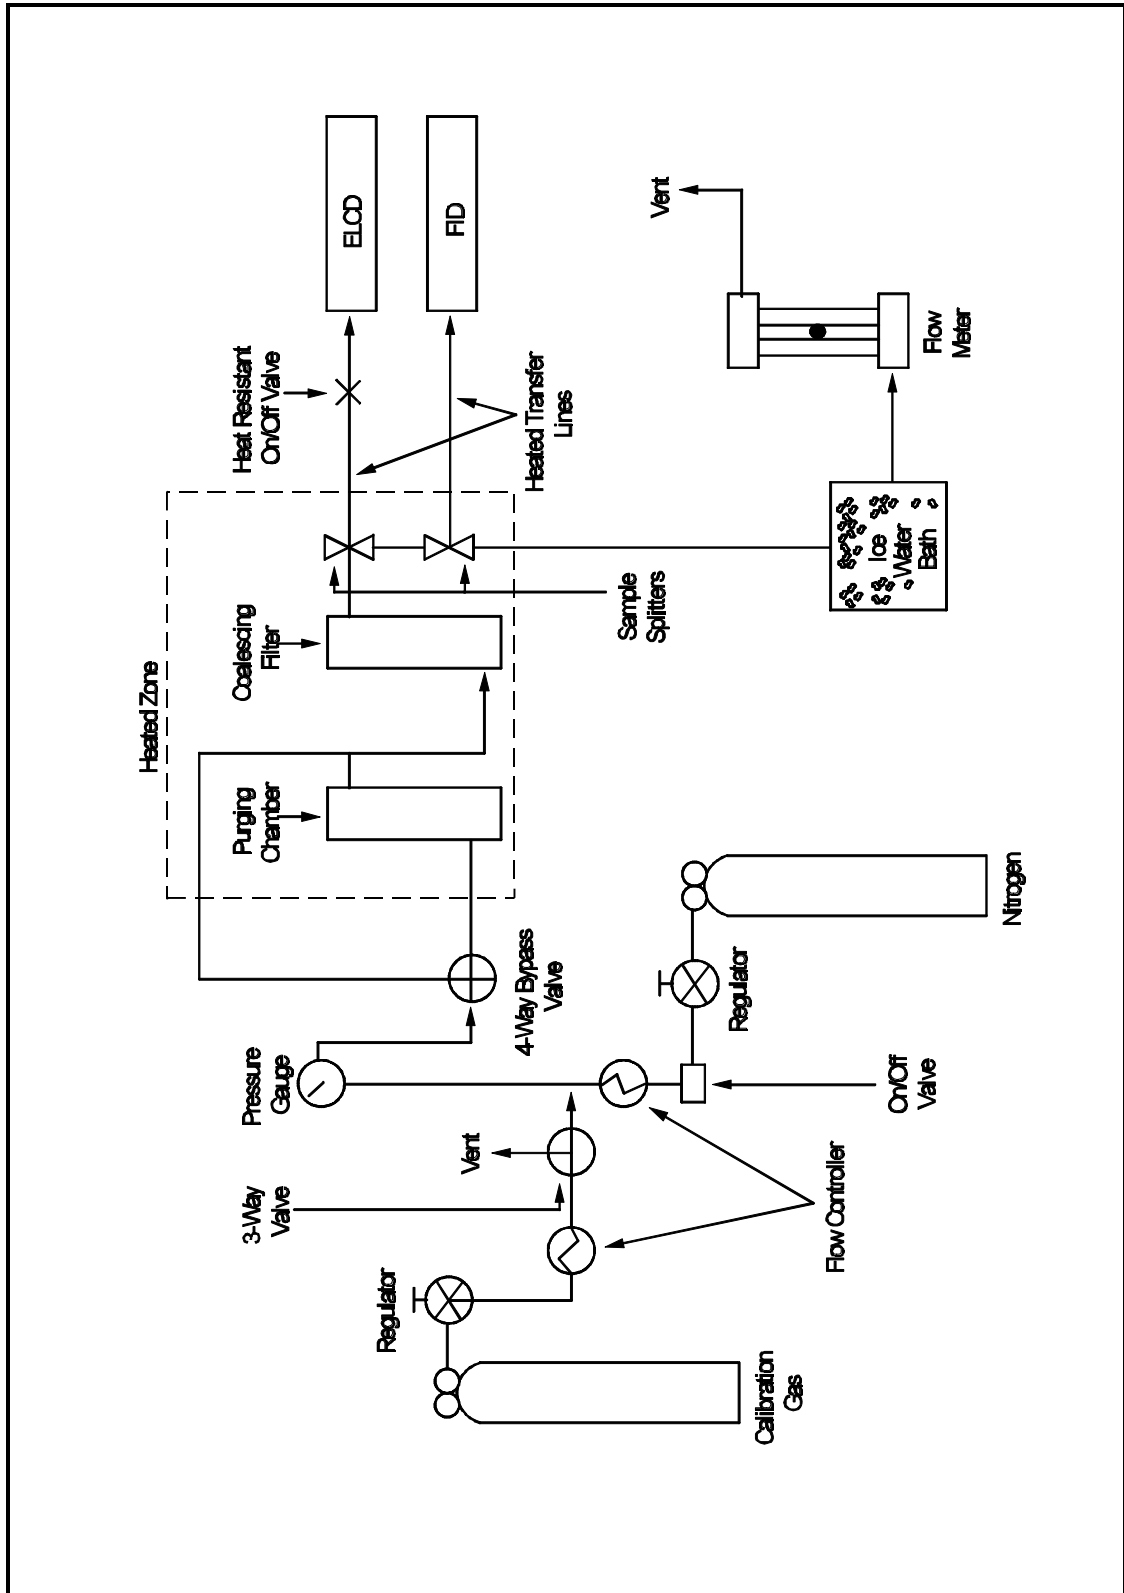 Heated Zone
Purging
Chamber
Coalescing
Filter
Heat Resistant
On/Off Valve
ELCD
FID
Heated Transfer
Lines
Sample
Splitters
Vent
Flow
Meter
Ice
Water
Bath
Pressure
Gauge
4-Way Bypass
Valve
3-Way
Valve
Vent
Regulator
Nitrogen
On/Off
Valve
Flow Controller
Regulator
Calibration
Gas